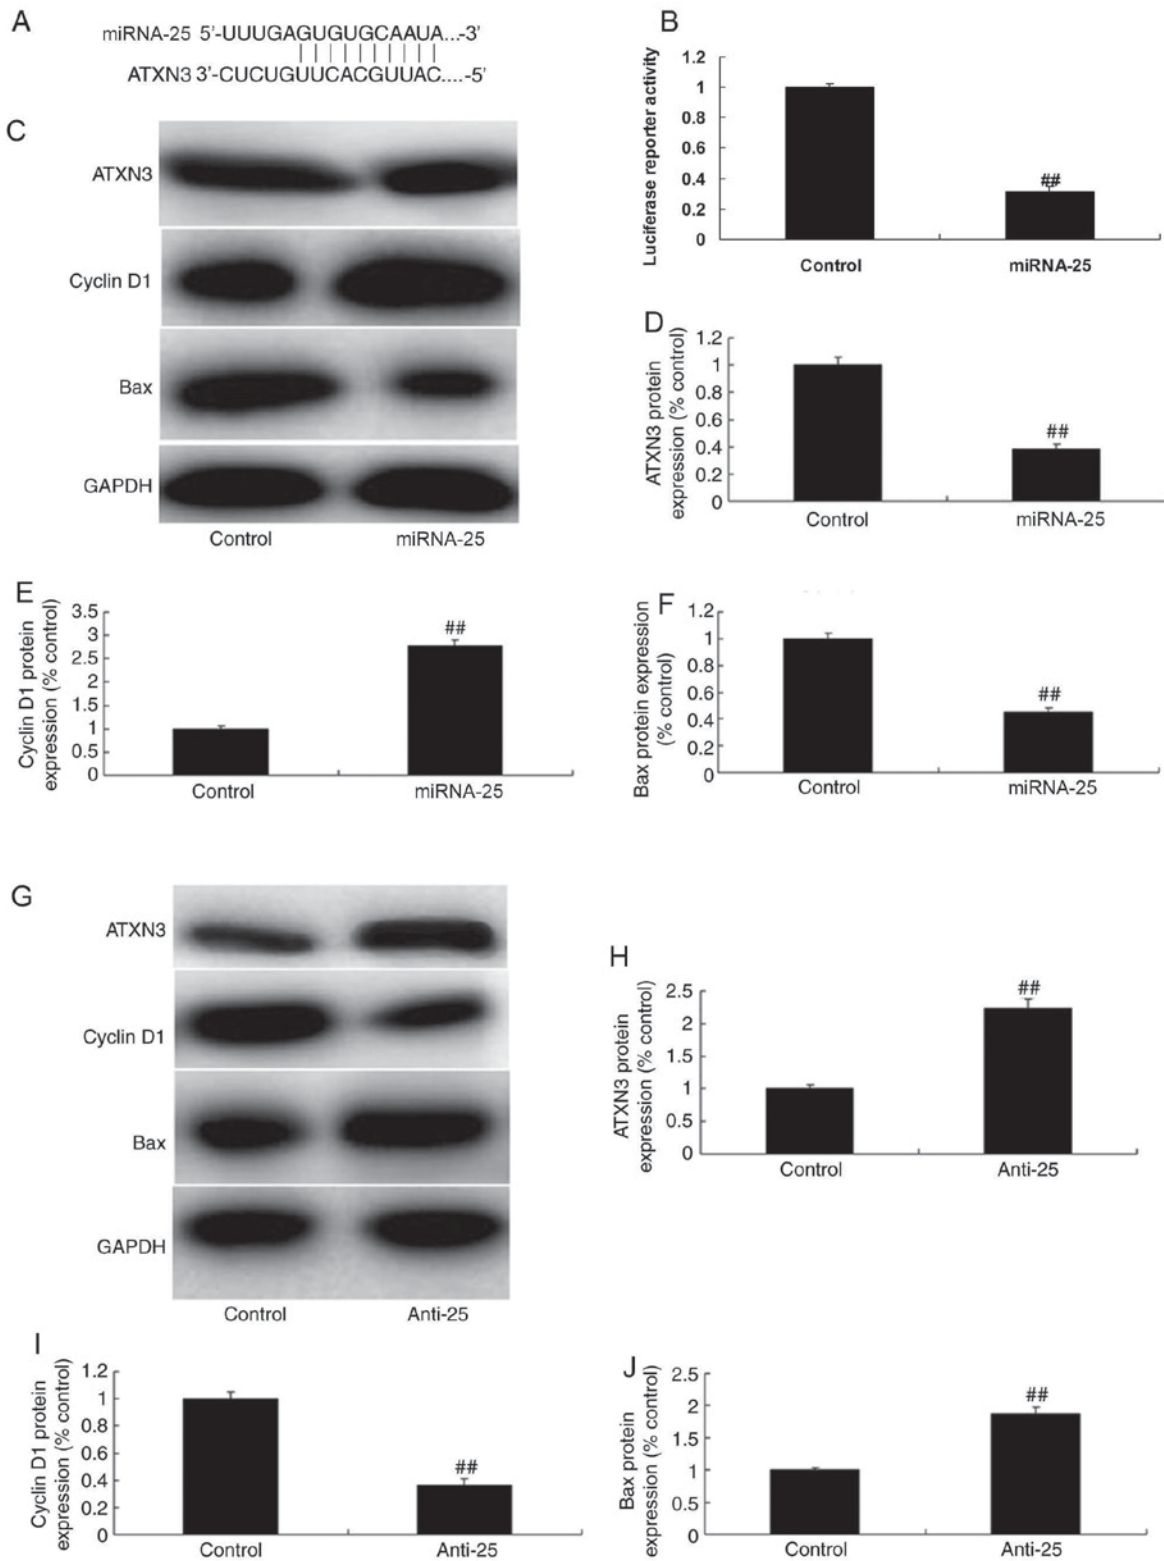 A
miRNA-25 5'-UUUGAGUGUGCAAUA...-3'
ATXN3 3'-CUCUGUUCACGUUAC....-5'
B
Luciferase reporter activity
1.2
1
0.8
0.6
0.4
0.2
0
##
Control miRNA-25
C
ATXN3
Cyclin D1
Bax
GAPDH
Control miRNA-25
D
ATXN3 protein
expression (% control)
1.2
1
0.8
0.6
0.4
0.2
0
##
Control miRNA-25
E
Cyclin D1 protein
expression (% control)
3.5
3
2.5
2
1.5
1
0.5
0
##
Control miRNA-25
F
Bax protein expression
(% control)
1.2
1
0.8
0.6
0.4
0.2
0
##
Control miRNA-25
G
ATXN3
Cyclin D1
Bax
GAPDH
Control Anti-25
H
ATXN3 protein
expression (% control)
2.5
2
1.5
1
0.5
0
##
Control Anti-25
I
Cyclin D1 protein
expression (% control)
1.2
1
0.8
0.6
0.4
0.2
0
##
Control Anti-25
J
Bax protein
expression (% control)
2.5
2
1.5
1
0.5
0
##
Control Anti-25